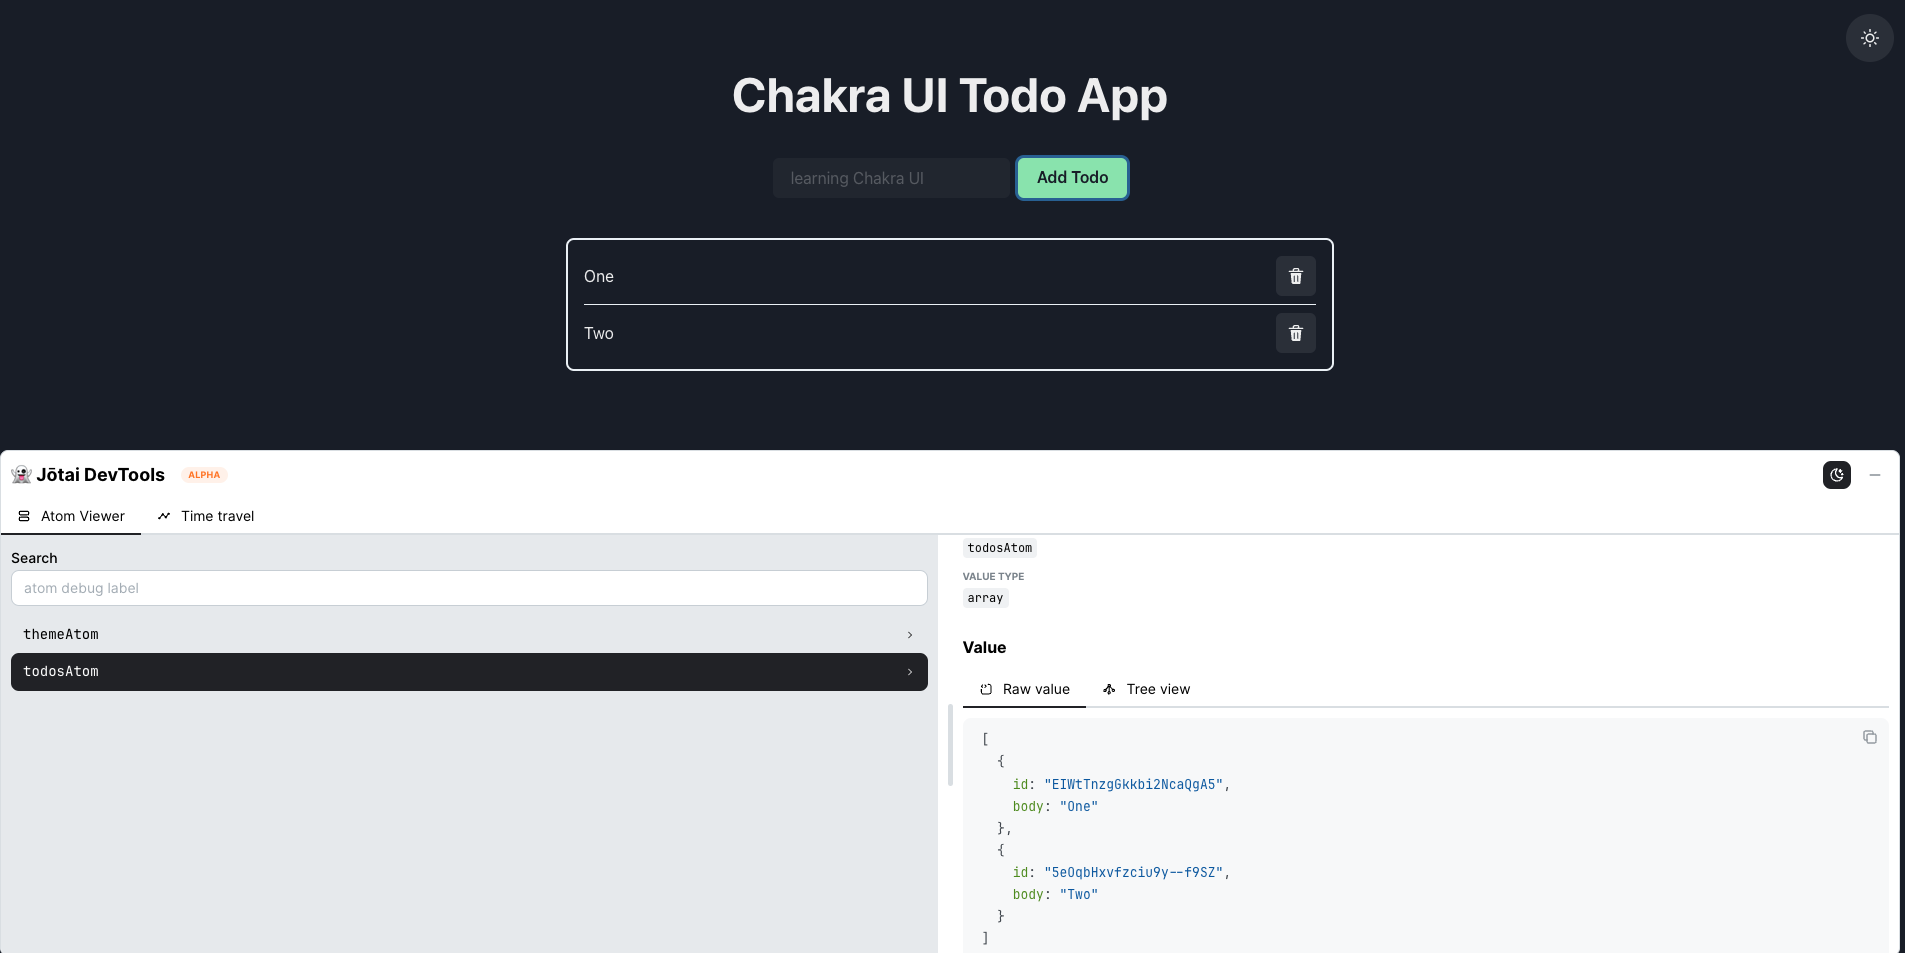 Chakra UI Todo App
learning Chakra UI
Add Todo
One
Two
Jōtai DevTools ALPHA
Atom Viewer Time travel
Search
atom debug label
themeAtom
todosAtom
todosAtom
VALUE TYPE
array
Value
Raw value Tree view
[
{
id: "EIWtTnzgGkkbi2NcaQgA5",
body: "One"
},
{
id: "5eOqbHxvfzciu9y--f9SZ",
body: "Two"
}
]